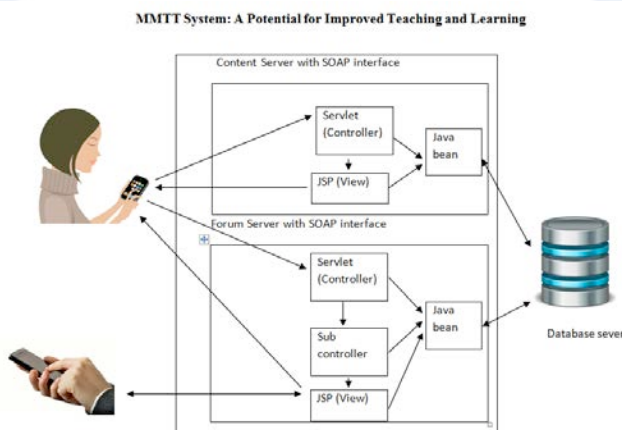 MMTT System: A Potential for Improved Teaching and Learning
Content Server with SOAP interface
Servlet
(Controller)
Java
bean
JSP (View)
Forum Server with SOAP interface
Servlet
(Controller)
Java
bean
Sub
controller
JSP (View)
Database sever